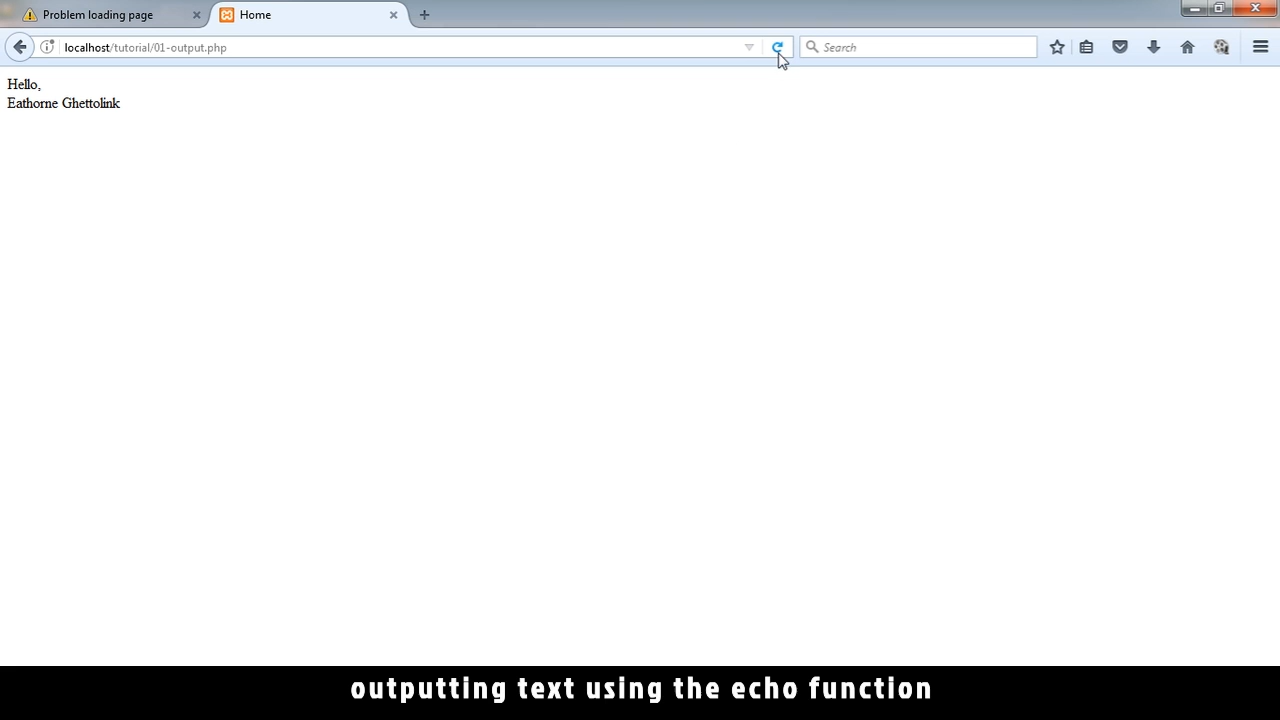 Problem loading page
Home
localhost/tutorial/01-output.php
Search
Hello,
Eathorne Ghettolink
outputting text using the echo function